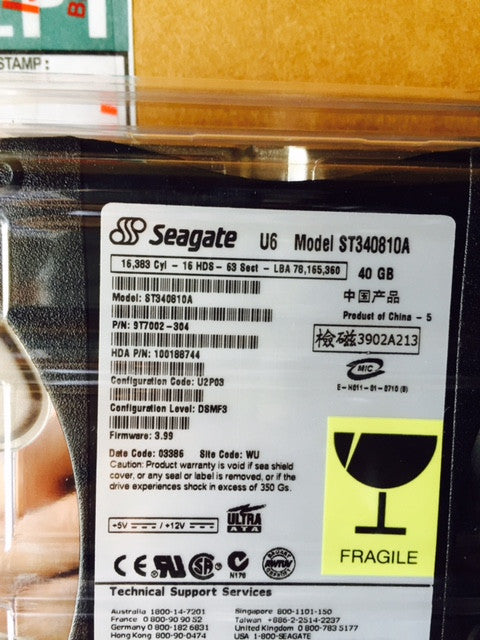 STAMP:
Seagate U6 Model ST340810A
16,383 Cyl - 16 HDS - 63 Sect - LBA 78,165,360 40 GB
Model: ST340810A
中国产品
Product of China - 5
P/N: 9T7002-304
檢磁3902A213
HDA P/N: 100188744
MIC
Configuration Code: U2P03
E-H011-01-0715 (B)
Configuration Level: DSMF3
Firmware: 3.99
Date Code: 03386 Site Code: WU
Caution: Product warranty is void if sea shield
cover, or any seal or label is removed, or if the
drive experiences shock in excess of 350 Gs.
+5V +12V
ULTRA
ATA
FRAGILE
N176
Technical Support Services
Australia 1800-14-7201 Singapore 800-1101-150
France 0 800-90 90 52 Taiwan +886-2-2514-2237
Germany 0 800-182 6831 United Kingdom 0 800-783 5177
Hong Kong 800-90-0474 USA 1-800-SEAGATE